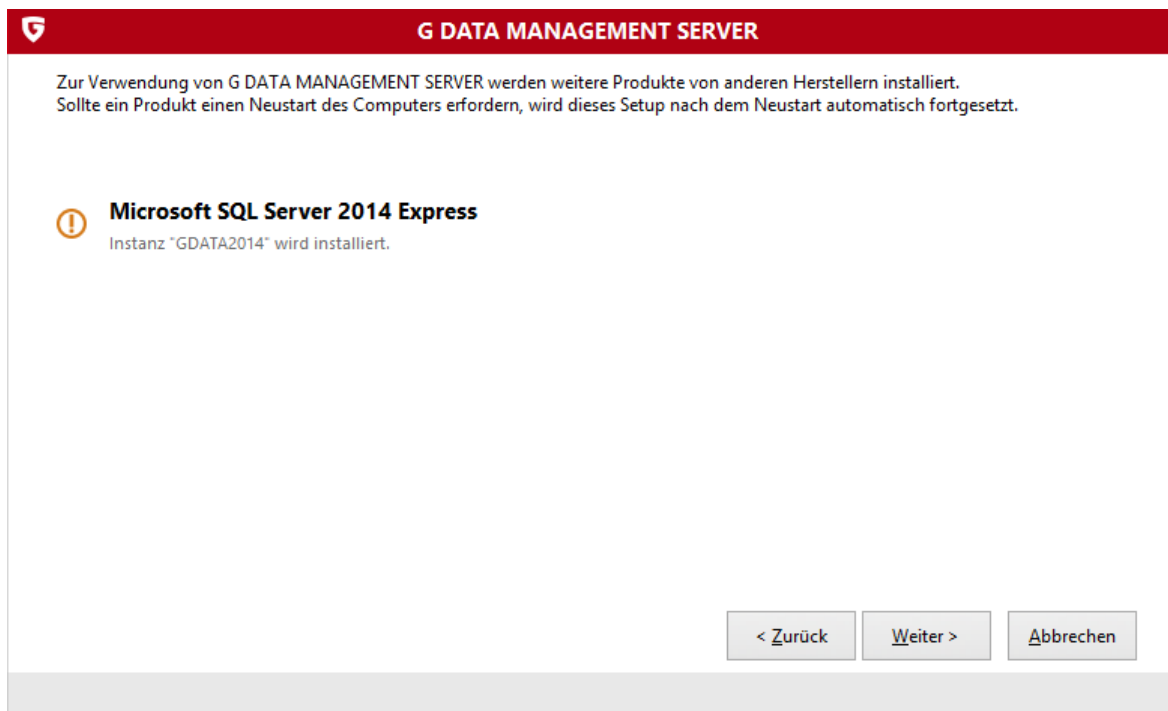 G DATA MANAGEMENT SERVER
Zur Verwendung von G DATA MANAGEMENT SERVER werden weitere Produkte von anderen Herstellern installiert.
Sollte ein Produkt einen Neustart des Computers erfordern, wird dieses Setup nach dem Neustart automatisch fortgesetzt.
Microsoft SQL Server 2014 Express
Instanz "GDATA2014" wird installiert.
< Zurück
Weiter >
Abbrechen